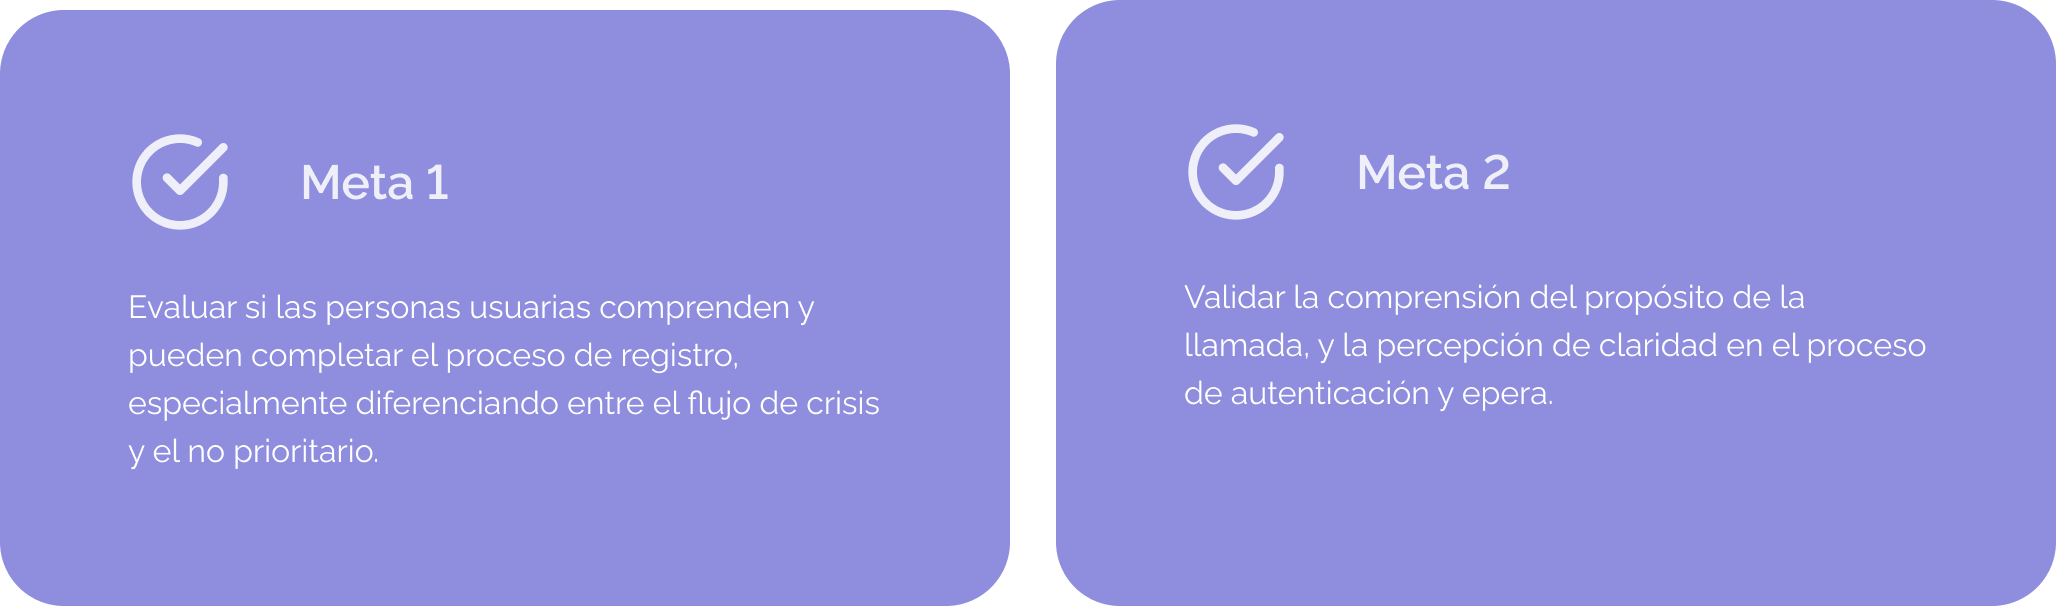 Meta 1
Evaluar si las personas usuarias comprenden y
pueden completar el proceso de registro,
especialmente diferenciando entre el flujo de crisis
y el no prioritario.
Meta 2
Validar la comprensión del propósito de la
llamada, y la percepción de claridad en el proceso
de autenticación y epera.